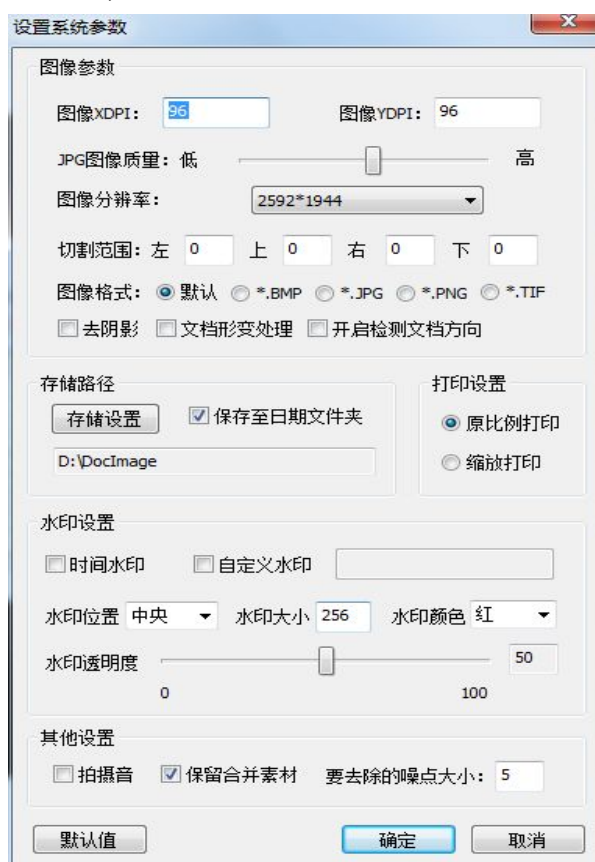 设置系统参数
图像参数
图像XDPI: 96 图像YDPI: 96
JPG图像质量: 低 高
图像分辨率: 2592*1944
切割范围: 左 0 上 0 右 0 下 0
图像格式: 默认 *.BMP *.JPG *.PNG *.TIF
去阴影 文档形变处理 开启检测文档方向
存储路径 打印设置
存储设置 保存至日期文件夹 原比例打印
D:\DocImage 缩放打印
水印设置
时间水印 自定义水印
水印位置 中央 水印大小 256 水印颜色 红
水印透明度 50
0 100
其他设置
拍摄音 保留合并素材 要去除的噪点大小: 5
默认值 确定 取消